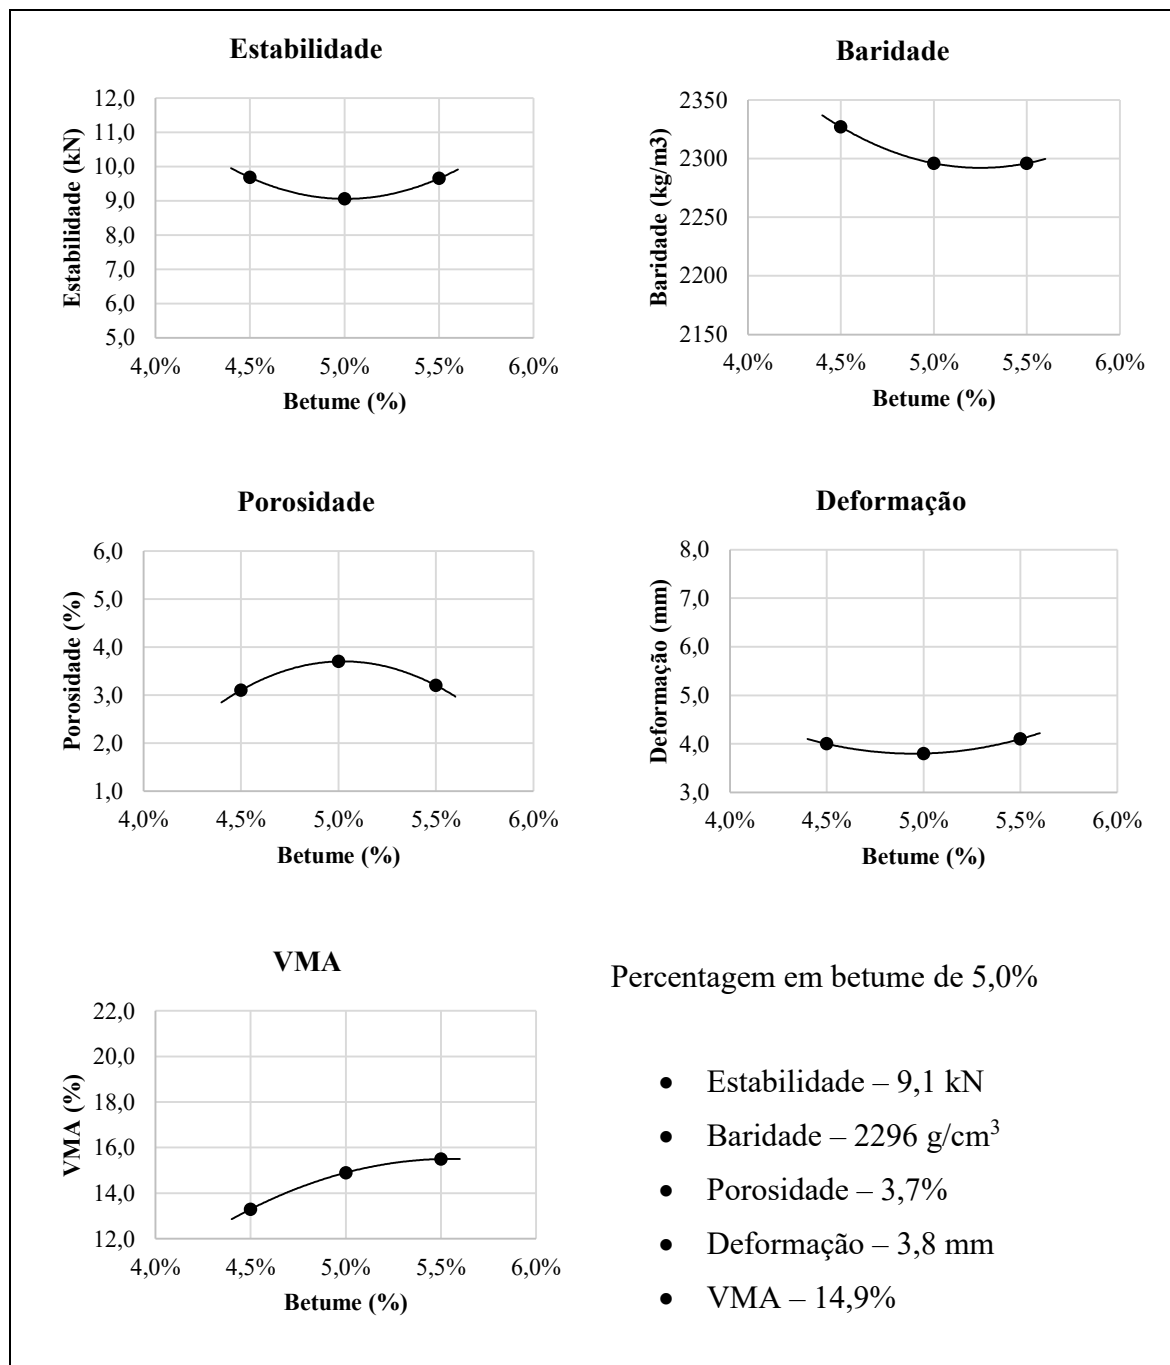 Estabilidade
12,0
11,0
10,0
9,0
8,0
7,0
6,0
5,0
Estabilidade (kN)
4,0% 4,5% 5,0% 5,5% 6,0%
Betume (%)
Baridade
2350
2300
2250
2200
2150
Baridade (kg/m3)
4,0% 4,5% 5,0% 5,5% 6,0%
Betume (%)
Porosidade
6,0
5,0
4,0
3,0
2,0
1,0
Porosidade (%)
4,0% 4,5% 5,0% 5,5% 6,0%
Betume (%)
Deformação
8,0
7,0
6,0
5,0
4,0
3,0
Deformação (mm)
4,0% 4,5% 5,0% 5,5% 6,0%
Betume (%)
VMA
22,0
20,0
18,0
16,0
14,0
12,0
VMA (%)
4,0% 4,5% 5,0% 5,5% 6,0%
Betume (%)
Percentagem em betume de 5,0%
• Estabilidade – 9,1 kN
• Baridade – 2296 g/cm³
• Porosidade – 3,7%
• Deformação – 3,8 mm
• VMA – 14,9%